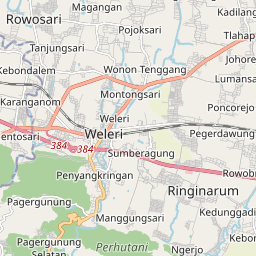 Rowosari
Magangan
Kadilang
Pojoksari
Tanjungsari
Tlahap
Johore
Kebondalem
Wonon Tenggang
Lumansa
Karanganom
Montongsari
Poncorejo
Weleri
entosari
Weleri
Pegerdawung
384
384
Sumberagung
Rowobr
Penyangkringan
Ringinarum
Pagergunung
Kedunggadi
Manggungsari
Pagergunung
Selatan
Perhutani
Ngerjo
Kebon G